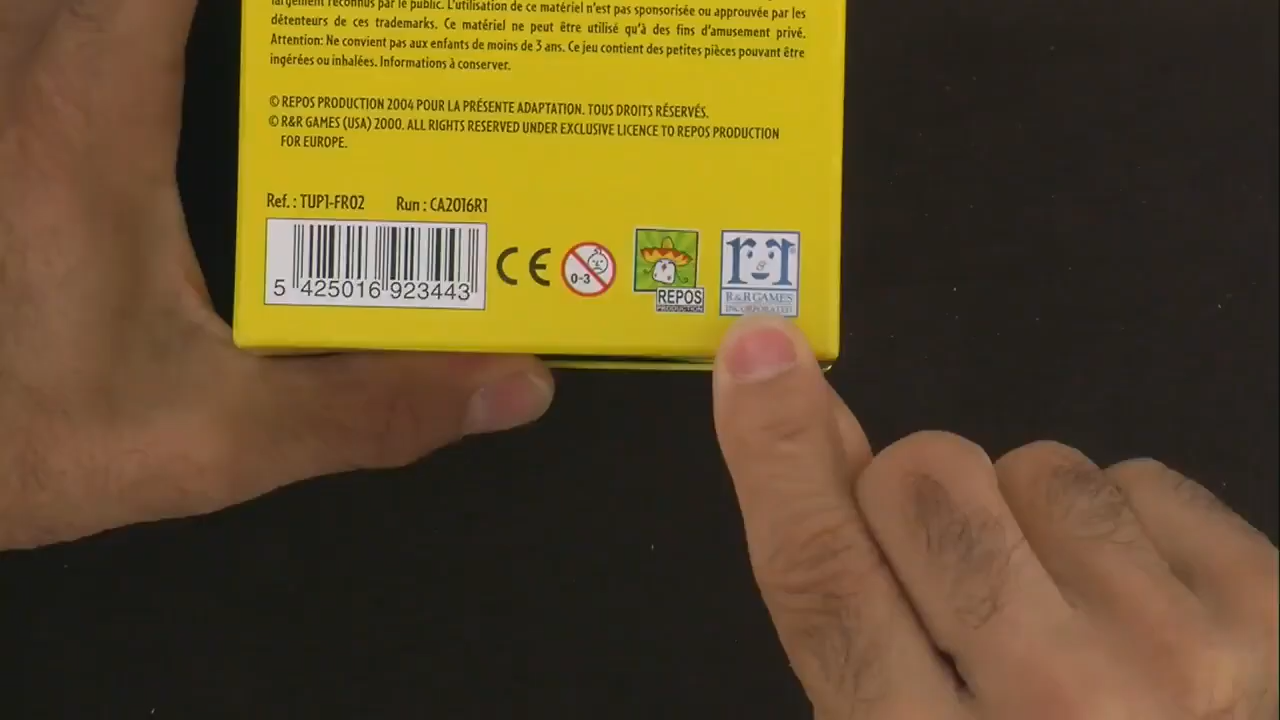 largement reconnus par le public. L'utilisation de ce matériel n'est pas sponsorisée ou approuvée par les
détenteurs de ces trademarks. Ce matériel ne peut être utilisé qu'à des fins d'amusement privé.
Attention: Ne convient pas aux enfants de moins de 3 ans. Ce jeu contient des petites pièces pouvant être
ingérées ou inhalées. Informations à conserver.
© REPOS PRODUCTION 2004 POUR LA PRÉSENTE ADAPTATION. TOUS DROITS RÉSERVÉS.
© R&R GAMES (USA) 2000. ALL RIGHTS RESERVED UNDER EXCLUSIVE LICENCE TO REPOS PRODUCTION
FOR EUROPE.
Ref. : TUP1-FR02 Run : CA2016R1
5 425016 923443
CE
0-3
REPOS
PRODUCTION
r&r
R&R GAMES
INCORPORATED